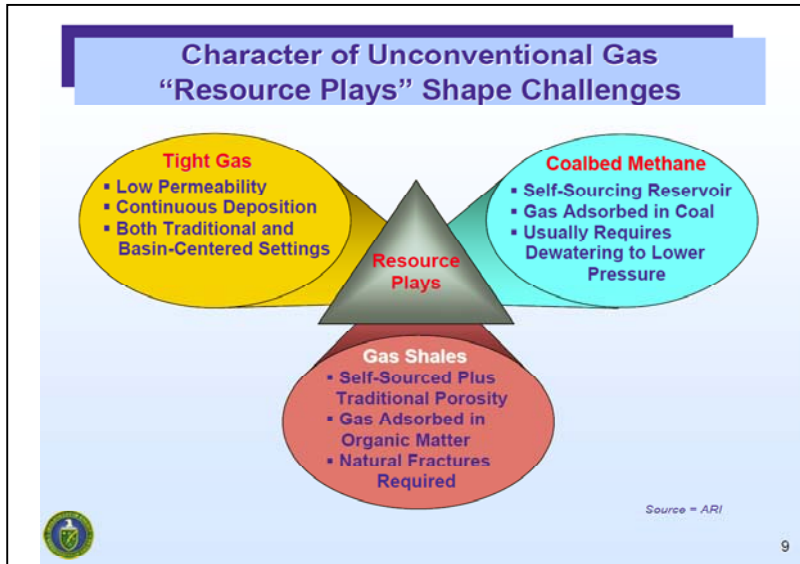 Character of Unconventional Gas
“Resource Plays” Shape Challenges
Tight Gas
▪ Low Permeability
▪ Continuous Deposition
▪ Both Traditional and
Basin-Centered Settings
Coalbed Methane
▪ Self-Sourcing Reservoir
▪ Gas Adsorbed in Coal
▪ Usually Requires
Dewatering to Lower
Pressure
Resource
Plays
Gas Shales
▪ Self-Sourced Plus
Traditional Porosity
▪ Gas Adsorbed in
Organic Matter
▪ Natural Fractures
Required
Source = ARI
9